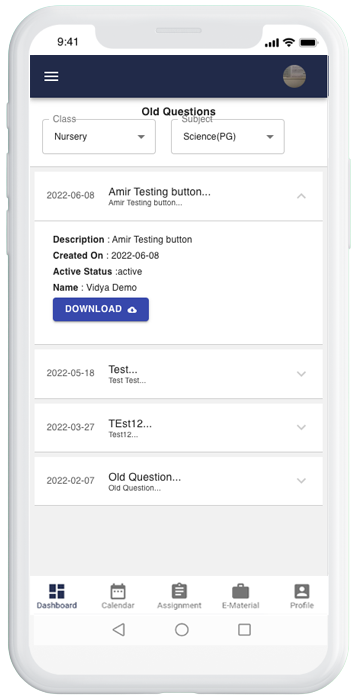 9:41
Old Questions
Class
Subject
Nursery
Science(PG)
2022-06-08
Amir Testing button...
Amir Testing button...
Description : Amir Testing button
Created On : 2022-06-08
Active Status :active
Name : Vidya Demo
DOWNLOAD
2022-05-18
Test...
Test Test...
2022-03-27
TEst12...
Test12...
2022-02-07
Old Question...
Old Question...
Dashboard
Calendar
Assignment
E-Material
Profile